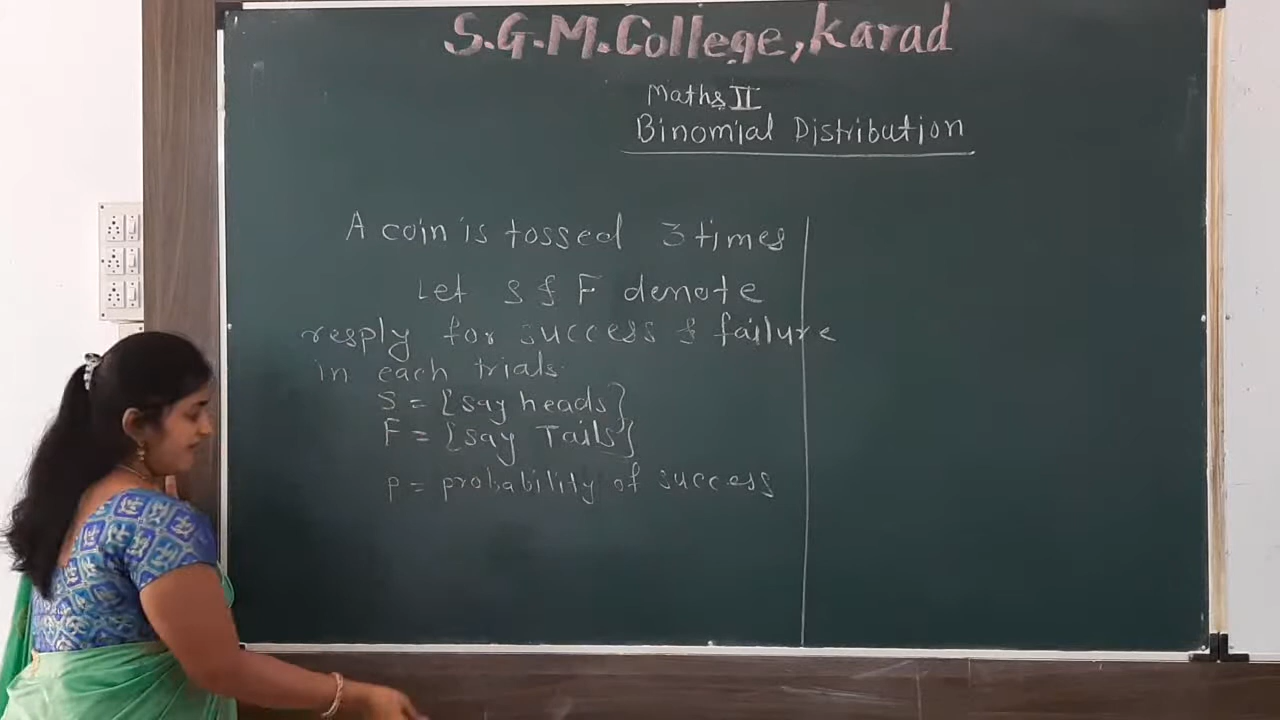 S.G.M.College, Karad
Maths II
Binomial Distribution
A coin is tossed 3 times
Let S & F denote
resply for success & failure
in each trials.
S = {say heads}
F = {say Tails}
p = probability of success